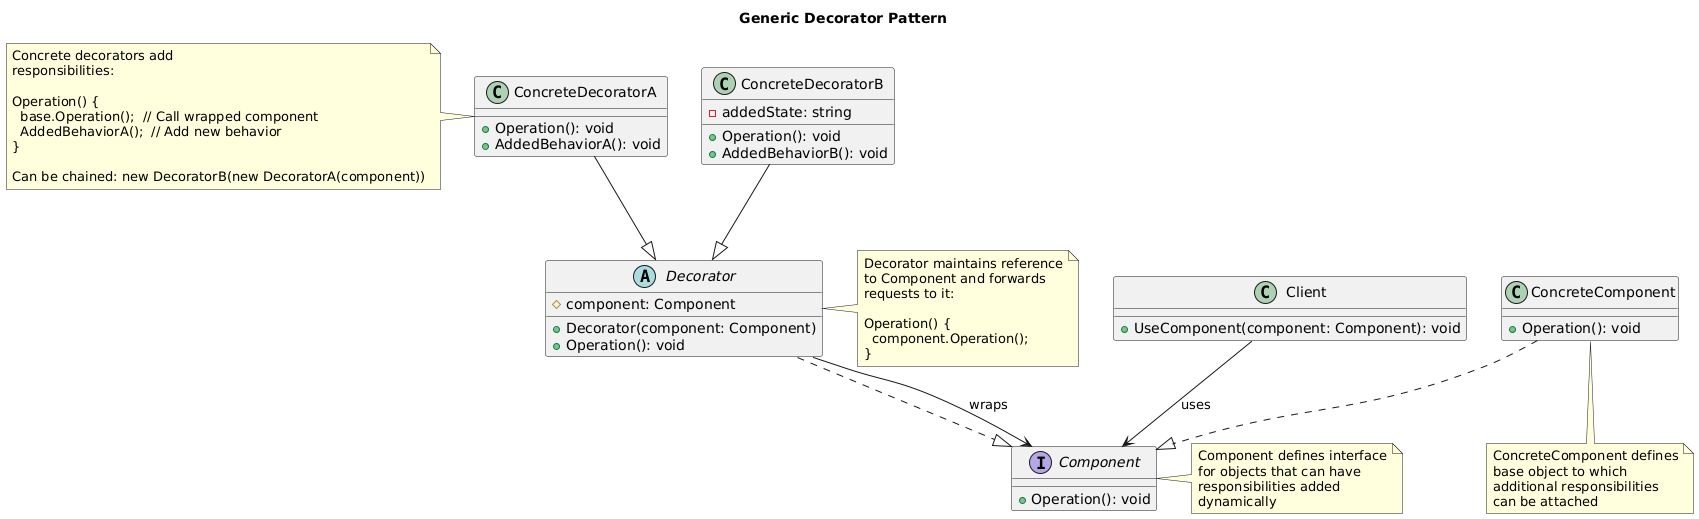 Generic Decorator Pattern
Concrete decorators add
responsibilities:
Operation() {
  base.Operation();  // Call wrapped component
  AddedBehaviorA();  // Add new behavior
}
Can be chained: new DecoratorB(new DecoratorA(component))
C ConcreteDecoratorA
Operation(): void
AddedBehaviorA(): void
C ConcreteDecoratorB
addedState: string
Operation(): void
AddedBehaviorB(): void
A Decorator
component: Component
Decorator(component: Component)
Operation(): void
Decorator maintains reference
to Component and forwards
requests to it:
Operation() {
  component.Operation();
}
C Client
UseComponent(component: Component): void
C ConcreteComponent
Operation(): void
wraps
uses
I Component
Operation(): void
Component defines interface
for objects that can have
responsibilities added
dynamically
ConcreteComponent defines
base object to which
additional responsibilities
can be attached